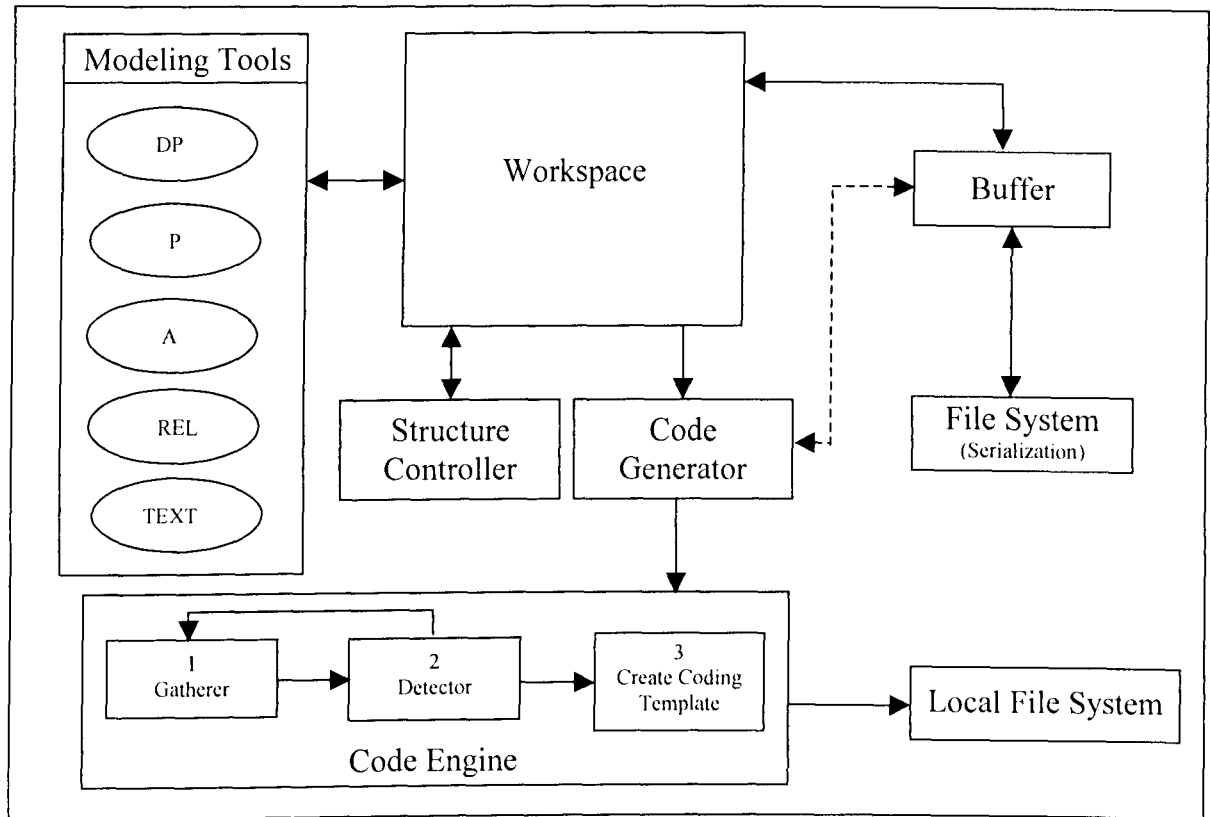 Modeling Tools
DP
P
A
REL
TEXT
Workspace
Buffer
Structure
Controller
Code
Generator
File System
(Serialization)
1
Gatherer
2
Detector
3
Create Coding
Template
Code Engine
Local File System